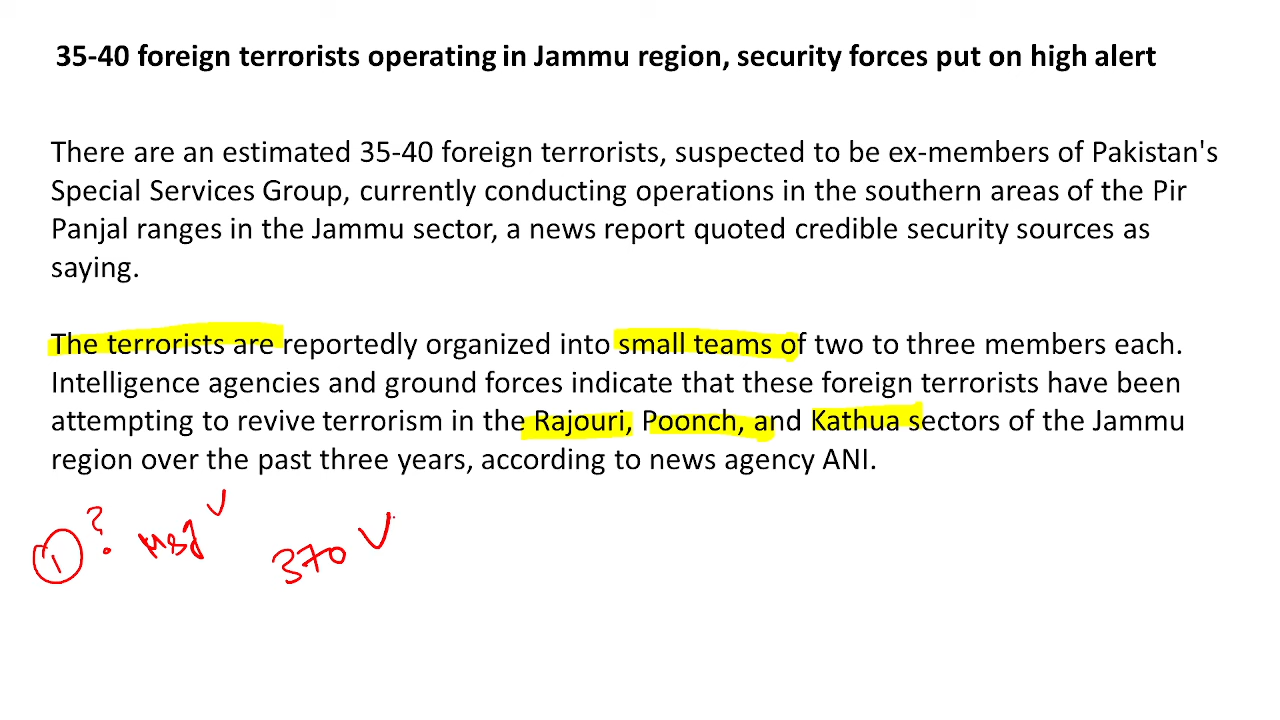 35-40 foreign terrorists operating in Jammu region, security forces put on high alert
There are an estimated 35-40 foreign terrorists, suspected to be ex-members of Pakistan's
Special Services Group, currently conducting operations in the southern areas of the Pir
Panjal ranges in the Jammu sector, a news report quoted credible security sources as
saying.
The terrorists are reportedly organized into small teams of two to three members each.
Intelligence agencies and ground forces indicate that these foreign terrorists have been
attempting to revive terrorism in the Rajouri, Poonch, and Kathua sectors of the Jammu
region over the past three years, according to news agency ANI.
1 ? msg ✓ 370 ✓